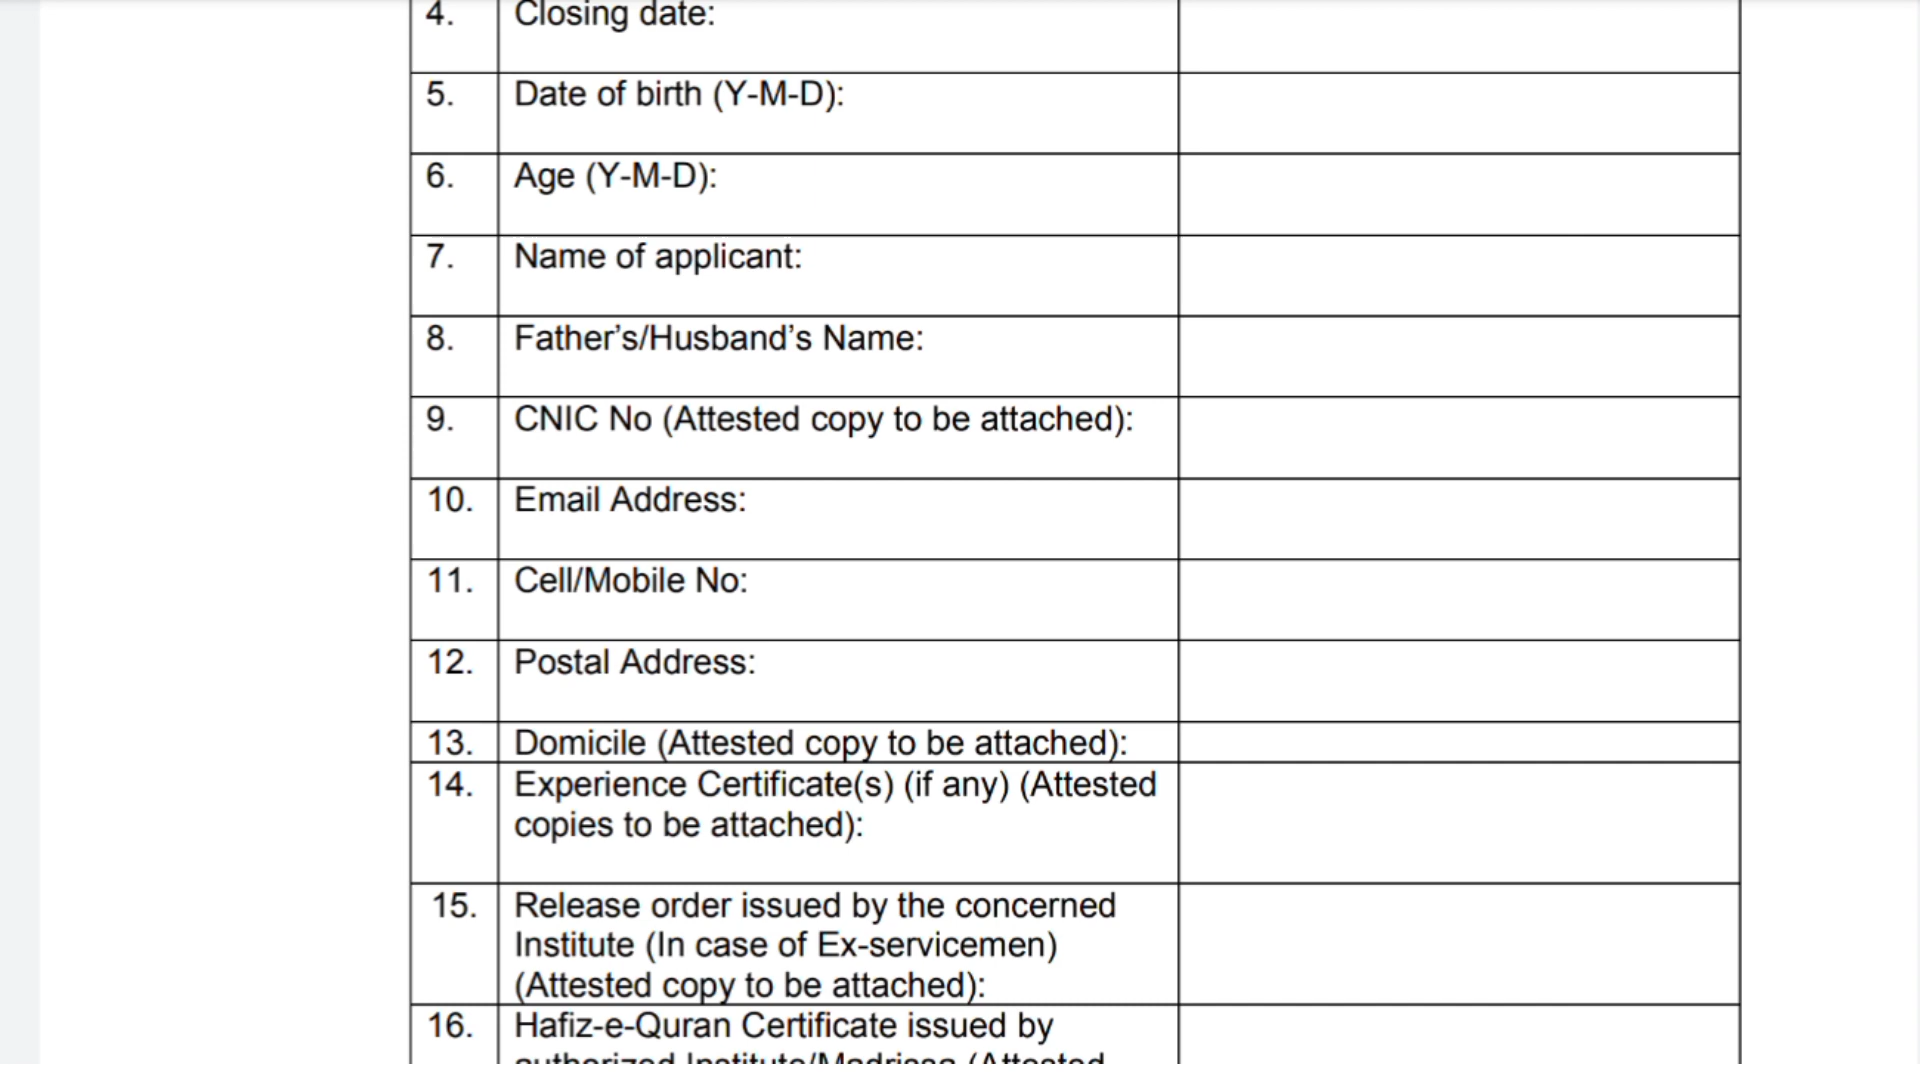 4. Closing date:
5. Date of birth (Y-M-D):
6. Age (Y-M-D):
7. Name of applicant:
8. Father’s/Husband’s Name:
9. CNIC No (Attested copy to be attached):
10. Email Address:
11. Cell/Mobile No:
12. Postal Address:
13. Domicile (Attested copy to be attached):
14. Experience Certificate(s) (if any) (Attested
copies to be attached):
15. Release order issued by the concerned
Institute (In case of Ex-servicemen)
(Attested copy to be attached):
16. Hafiz-e-Quran Certificate issued by
authorized Institute/Madrissa (Attested